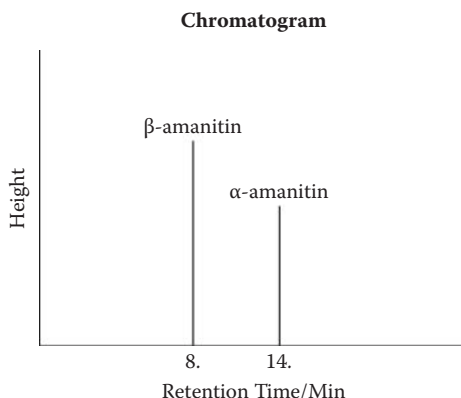 Chromatogram
β-amanitin
α-amanitin
Height
8.
14.
Retention Time/Min